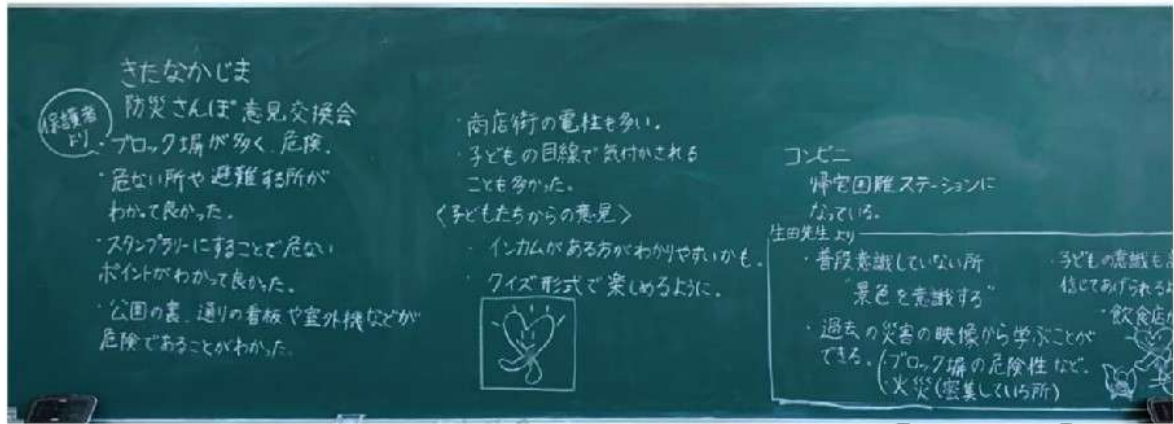 きたなかじま
防災さんぽ 意見交換会
保護者
より
・ブロック塀が多く、危険。
・危ない所や避難する所が
わかって良かった。
・スタンプラリーにすることで危ない
ポイントがわかって良かった。
・公園の裏、通りの看板や室外機などが
危険であることがわかった。
・商店街の電柱も多い。
・子どもの目線で気付かされる
ことも多かった。
〈子どもたちからの意見〉
・インカムがある方がわかりやすいかも。
・クイズ形式で楽しめるように。
コンビニ
帰宅困難ステーションに
なっている。
生田先生より
・普段意識していない所
"景色を意識する"
・過去の災害の映像から学ぶことが
できる。(ブロック塀の危険性など。
火災(密集している所)
・子どもの意識も
信じてあげられる
・飲食店